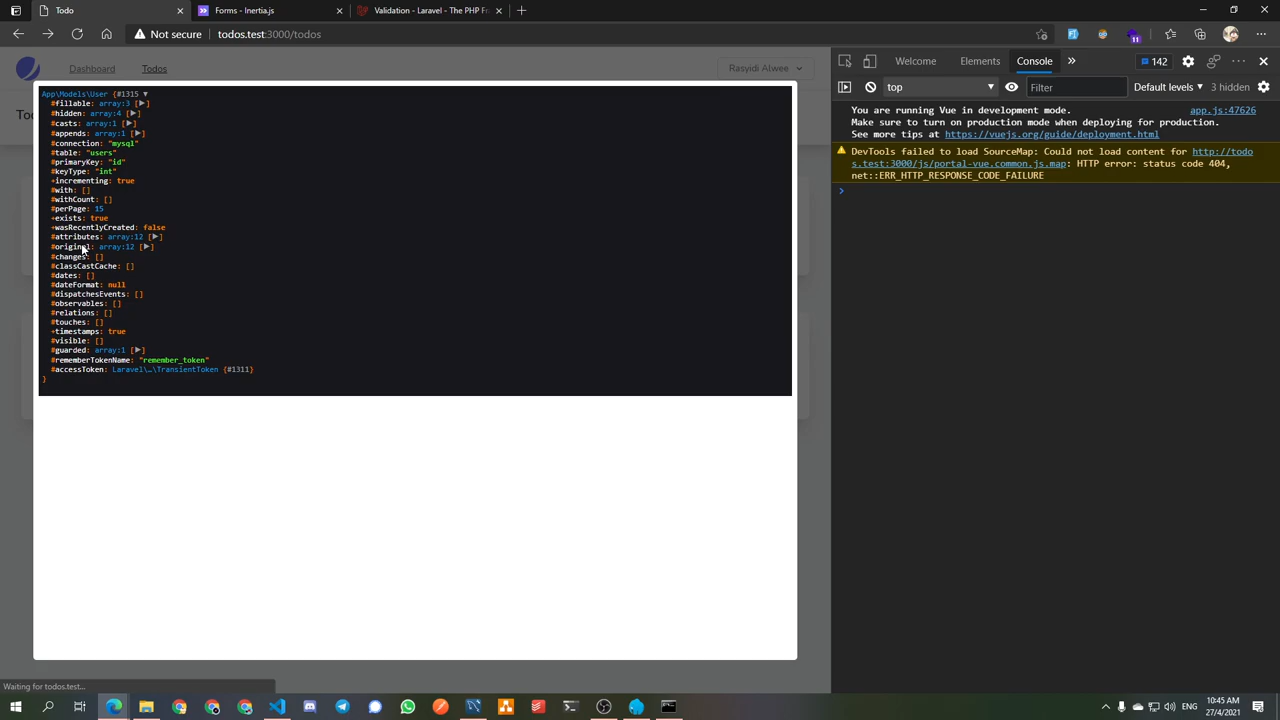 Todo
Forms - Inertia.js
Validation - Laravel - The PHP Fr
Not secure
todos.test:3000/todos
11
Dashboard
Todos
Rasyidi Alwee
App\Models\User {#1315 ▼
#fillable: array:3 [▶]
#hidden: array:4 [▶]
#casts: array:1 [▶]
#appends: array:1 [▶]
#connection: "mysql"
#table: "users"
#primaryKey: "id"
#keyType: "int"
+incrementing: true
#with: []
#withCount: []
#perPage: 15
+exists: true
+wasRecentlyCreated: false
#attributes: array:12 [▶]
#original: array:12 [▶]
#changes: []
#classCastCache: []
#dates: []
#dateFormat: null
#dispatchesEvents: []
#observables: []
#relations: []
#touches: []
+timestamps: true
#visible: []
#guarded: array:1 [▶]
#rememberTokenName: "remember_token"
#accessToken: Laravel\…\TransientToken {#1311}
}
Waiting for todos.test...
Welcome
Elements
Console
142
top
Filter
Default levels
3 hidden
You are running Vue in development mode.
app.js:47626
Make sure to turn on production mode when deploying for production.
See more tips at https://vuejs.org/guide/deployment.html
DevTools failed to load SourceMap: Could not load content for http://todo
s.test:3000/js/portal-vue.common.js.map: HTTP error: status code 404,
net::ERR_HTTP_RESPONSE_CODE_FAILURE
ENG
10:45 AM
27/4/2021